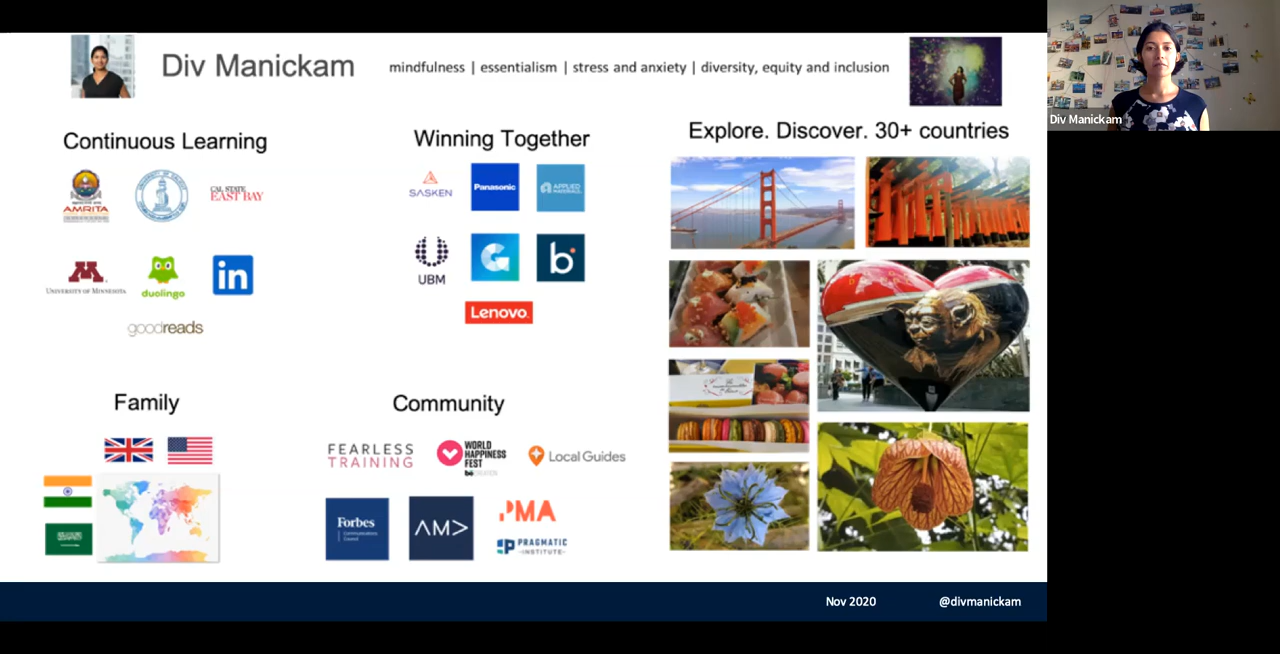 Div Manickam
mindfulness | essentialism | stress and anxiety | diversity, equity and inclusion
Div Manickam
Continuous Learning
AMRITA
CAL STATE
EAST BAY
UNIVERSITY OF MINNESOTA
duolingo
in
goodreads
Winning Together
SASKEN
Panasonic
APPLIED
MATERIALS
UBM
G
b
Lenovo
Explore. Discover. 30+ countries
Family
Community
FEARLESS
TRAINING
WORLD
HAPPINESS
FEST
Local Guides
Forbes
Communications
Council
PMA
PRAGMATIC
INSTITUTE
Nov 2020
@divmanickam